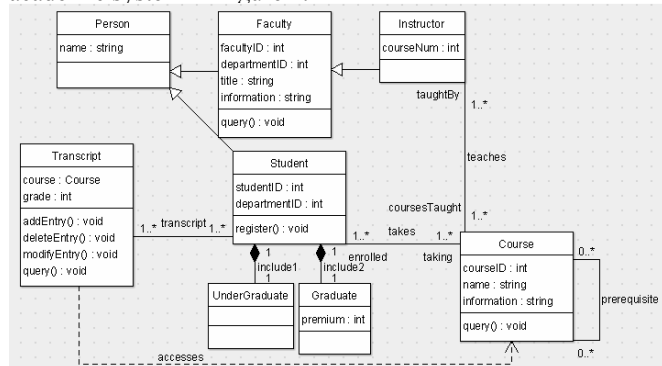 Person
name : string
Faculty
facultyID : int
departmentID : int
title : string
information : string
query() : void
Instructor
courseNum : int
taughtBy
1..*
teaches
coursesTaught
1..*
Transcript
course : Course
grade : int
addEntry() : void
deleteEntry() : void
modifyEntry() : void
query() : void
1..*
transcript
1..*
Student
studentID : int
departmentID : int
register() : void
1..*
takes
1..*
enrolled
taking
1
include1
1
1
include2
1
UnderGraduate
Graduate
premium : int
Course
courseID : int
name : string
information : string
query() : void
0..*
prerequisite
0..*
accesses